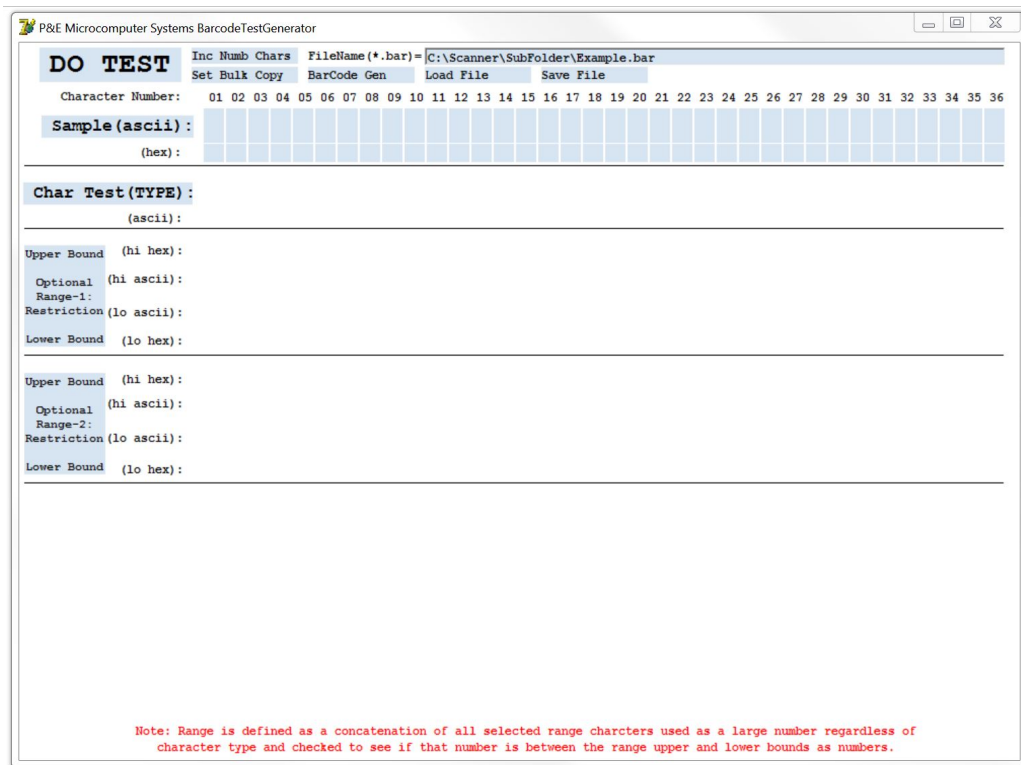 P&E Microcomputer Systems BarcodeTestGenerator
DO TEST
Inc Numb Chars FileName(*.bar)= C:\Scanner\SubFolder\Example.bar
Set Bulk Copy BarCode Gen Load File Save File
Character Number: 01 02 03 04 05 06 07 08 09 10 11 12 13 14 15 16 17 18 19 20 21 22 23 24 25 26 27 28 29 30 31 32 33 34 35 36
Sample(ascii):
(hex):
Char Test(TYPE):
(ascii):
Upper Bound (hi hex):
Optional (hi ascii):
Range-1:
Restriction (lo ascii):
Lower Bound (lo hex):
Upper Bound (hi hex):
Optional (hi ascii):
Range-2:
Restriction (lo ascii):
Lower Bound (lo hex):
Note: Range is defined as a concatenation of all selected range charcters used as a large number regardless of
character type and checked to see if that number is between the range upper and lower bounds as numbers.